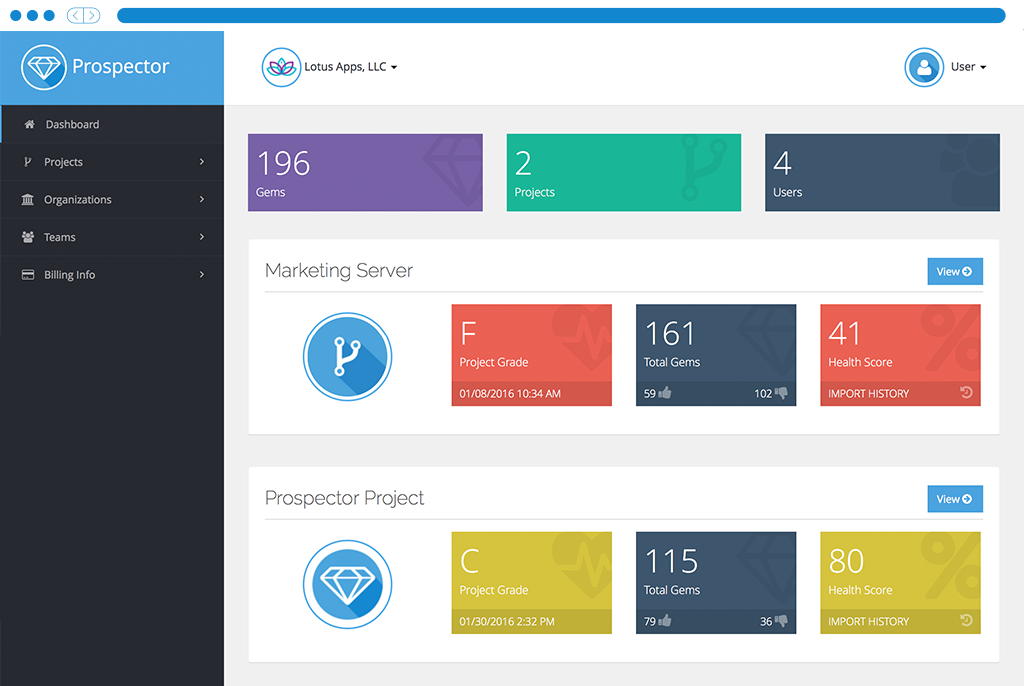 Prospector
Lotus Apps, LLC
User
Dashboard
Projects
Organizations
Teams
Billing Info
196
Gems
2
Projects
4
Users
Marketing Server
View
F
Project Grade
01/08/2016 10:34 AM
161
Total Gems
59 102
41
Health Score
IMPORT HISTORY
Prospector Project
View
C
Project Grade
01/30/2016 2:32 PM
115
Total Gems
79 36
80
Health Score
IMPORT HISTORY